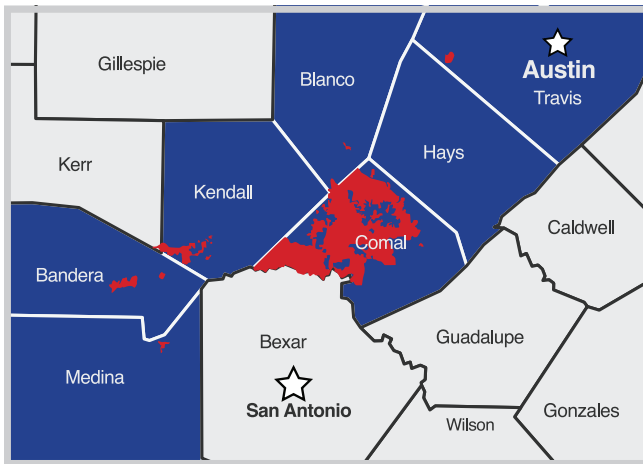 Gillespie
Blanco
Austin
Travis
Kerr
Hays
Kendall
Caldwell
Comal
Bandera
Bexar
Guadalupe
Medina
San Antonio
Gonzales
Wilson